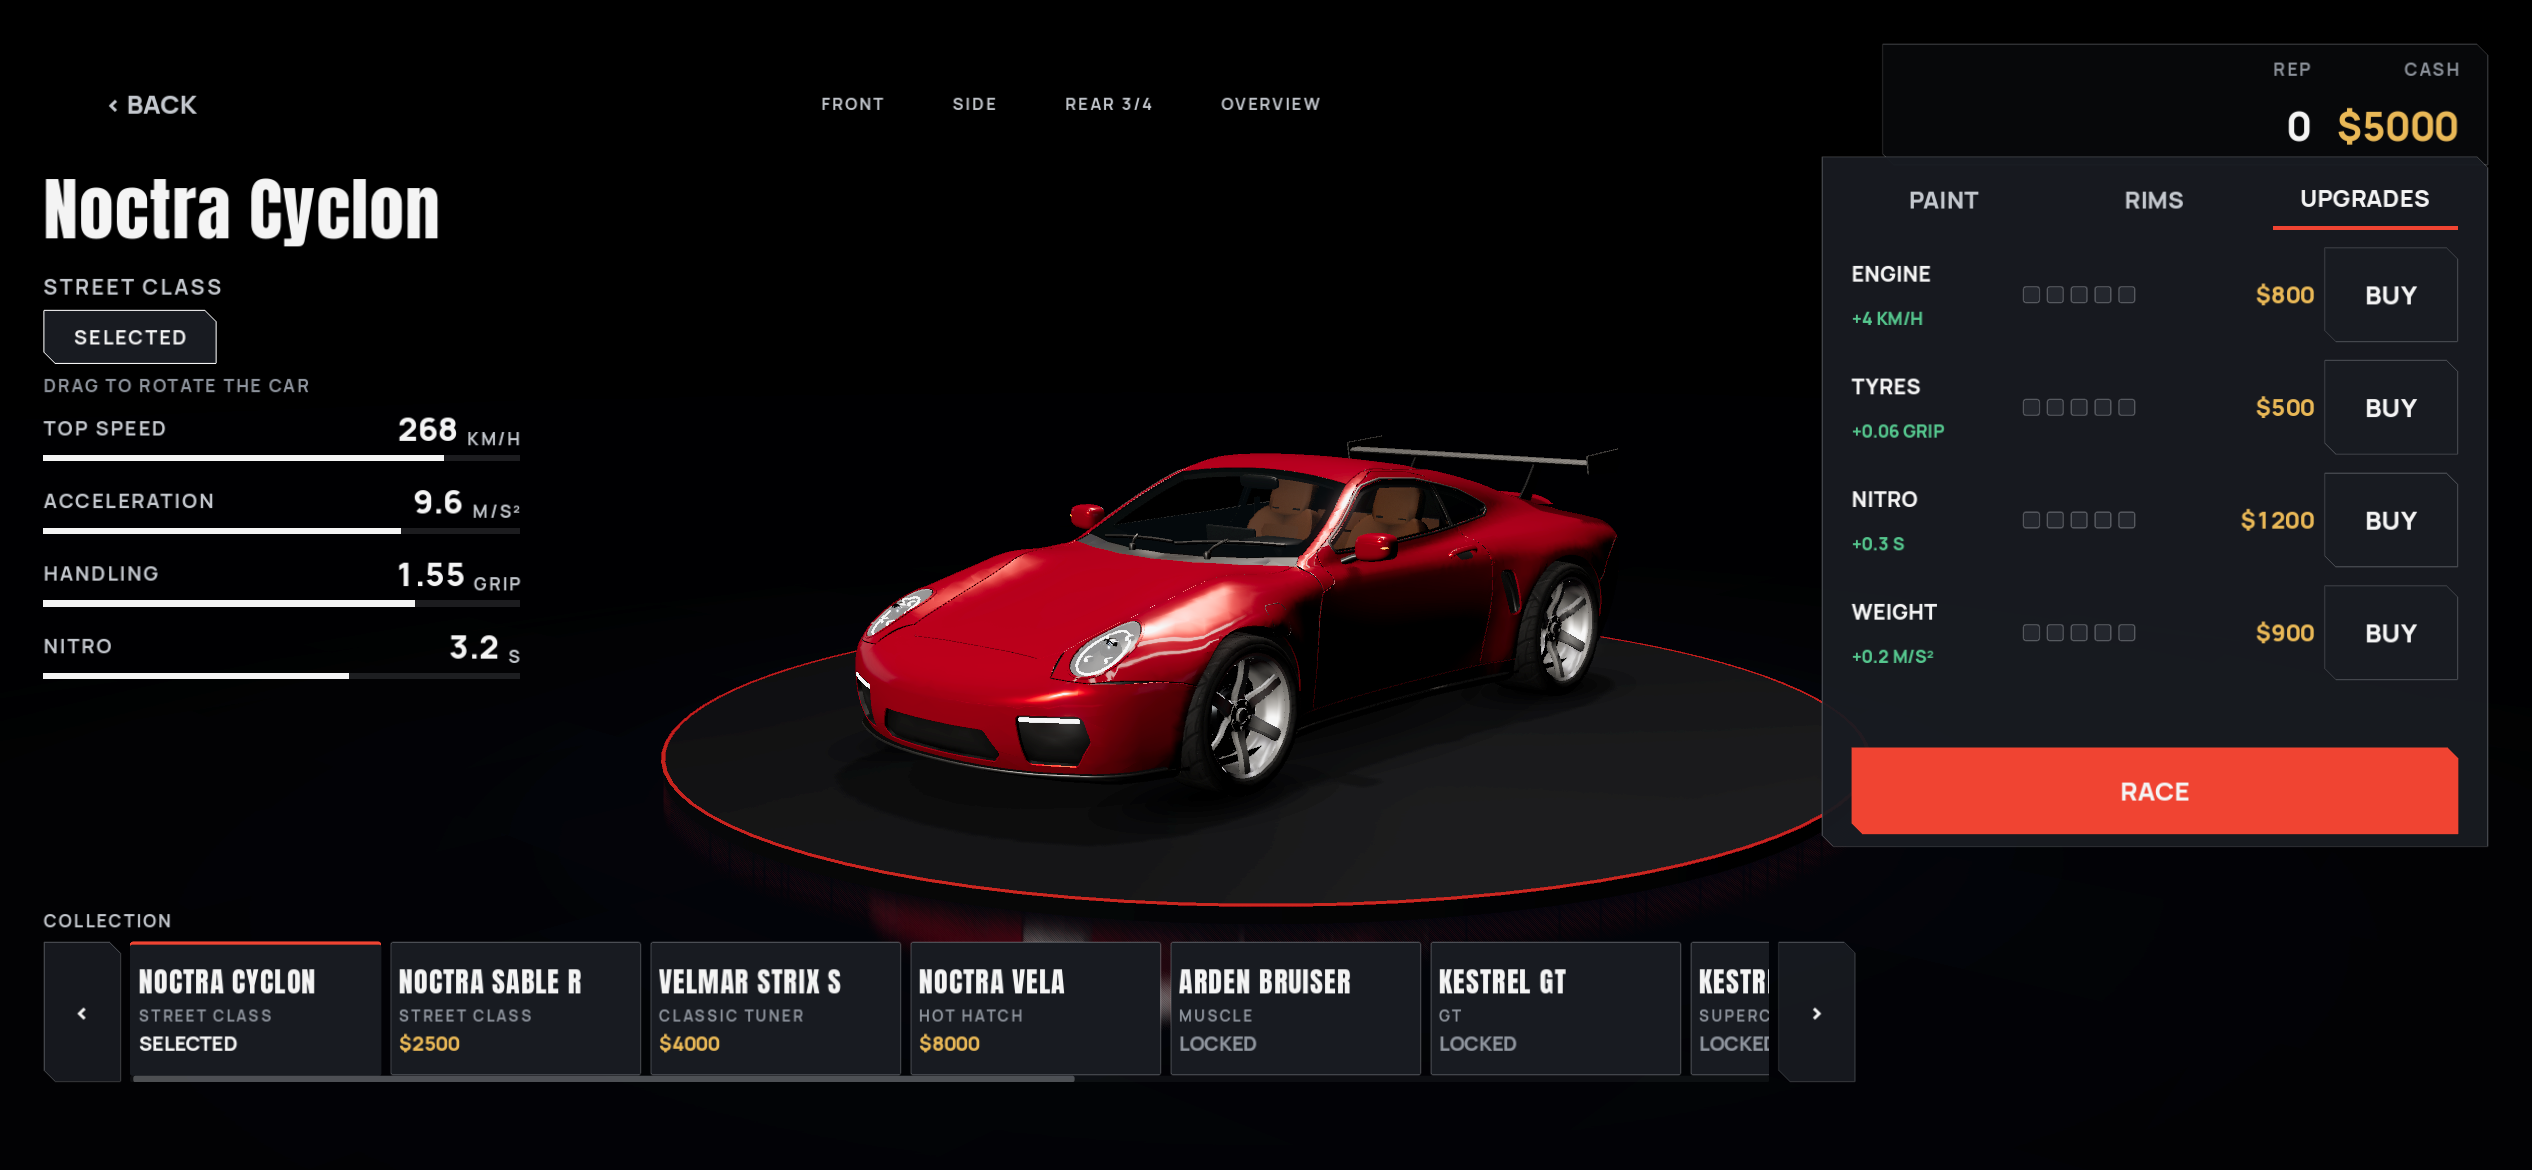 ‹ BACK
FRONT SIDE REAR 3/4 OVERVIEW
REP CASH
0 $5000
Noctra Cyclon
STREET CLASS
SELECTED
DRAG TO ROTATE THE CAR
TOP SPEED 268 KM/H
ACCELERATION 9.6 M/S²
HANDLING 1.55 GRIP
NITRO 3.2 S
PAINT RIMS UPGRADES
ENGINE $800 BUY
+4 KM/H
TYRES $500 BUY
+0.06 GRIP
NITRO $1200 BUY
+0.3 S
WEIGHT $900 BUY
+0.2 M/S²
RACE
COLLECTION
‹
NOCTRA CYCLON
STREET CLASS
SELECTED
NOCTRA SABLE R
STREET CLASS
$2500
VELMAR STRIX S
CLASSIC TUNER
$4000
NOCTRA VELA
HOT HATCH
$8000
ARDEN BRUISER
MUSCLE
LOCKED
KESTREL GT
GT
LOCKED
KESTR
SUPERC
LOCKED
›